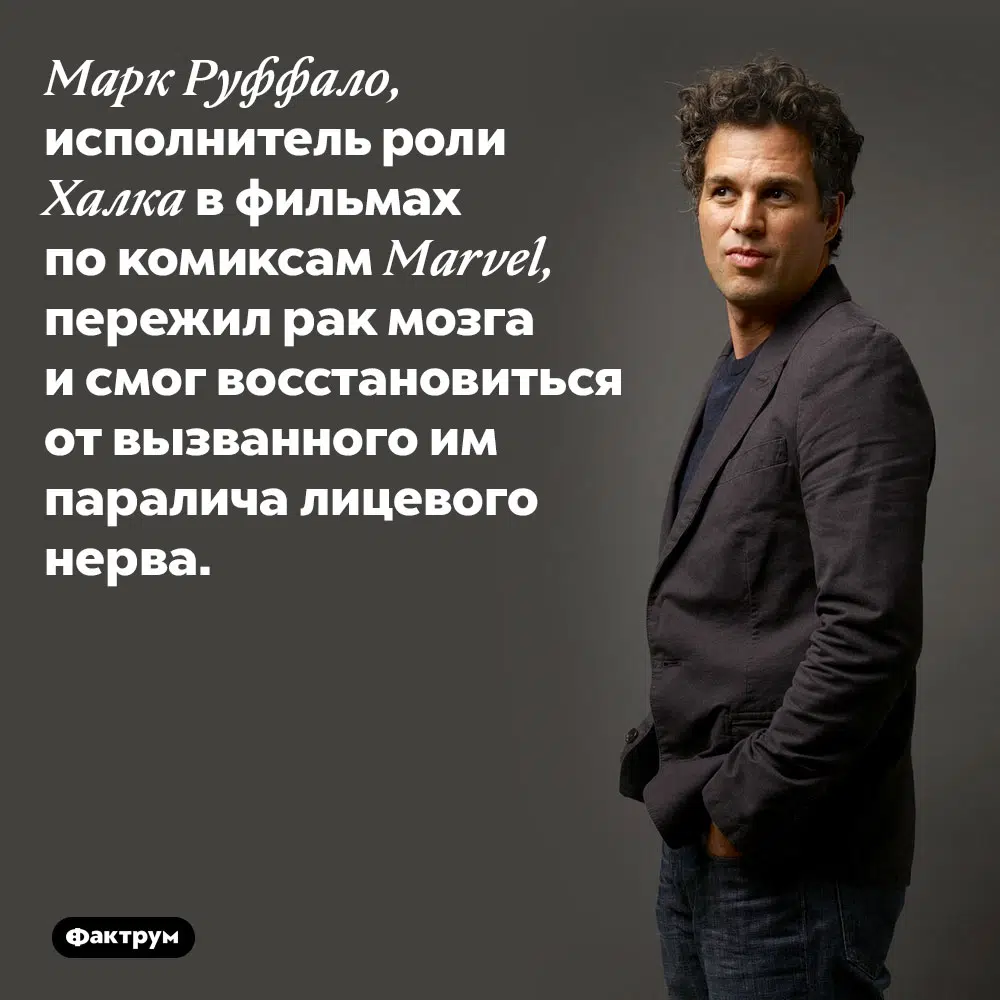 Марк Руффало,
исполнитель роли
Халка в фильмах
по комиксам Marvel,
пережил рак мозга
и смог восстановиться
от вызванного им
паралича лицевого
нерва.
Фактрум